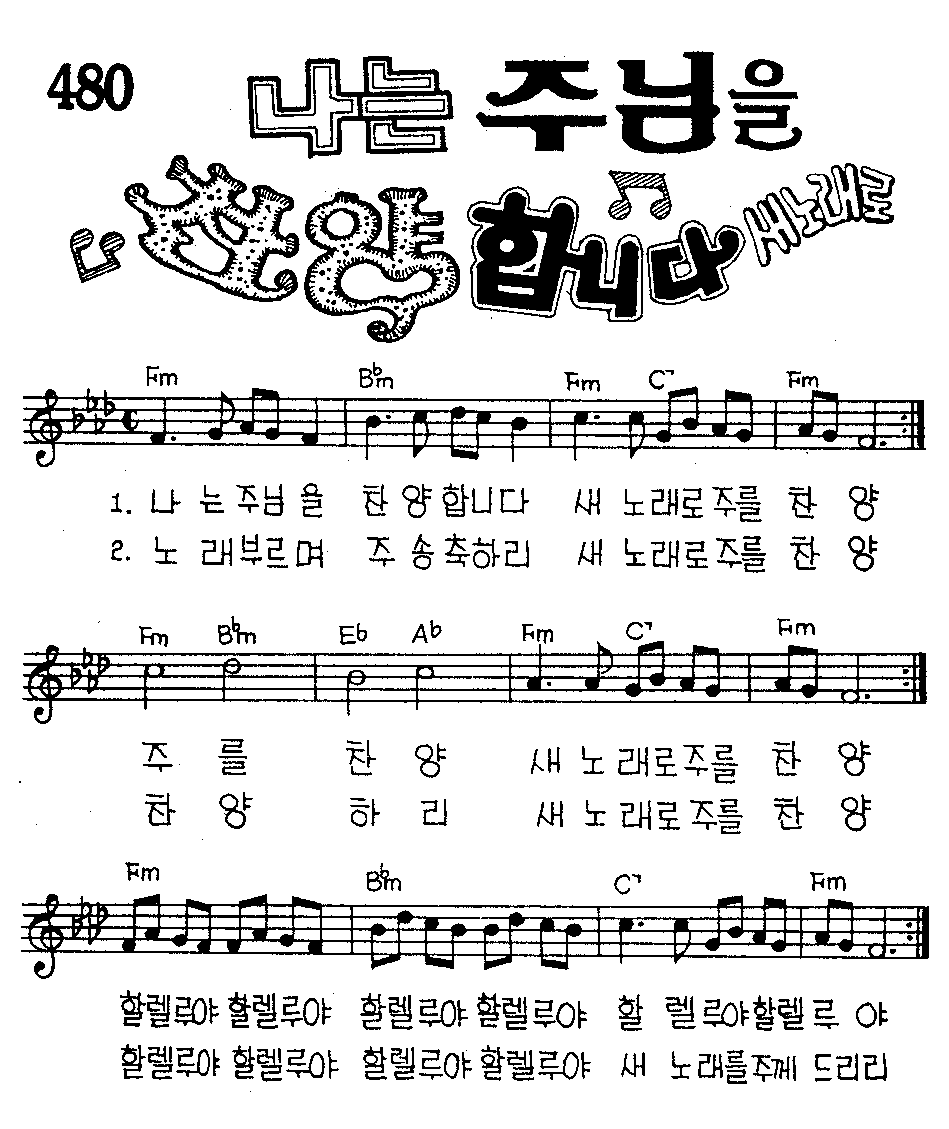 480
나는 주님을
찬양합니다 새노래로
Fm B♭m Fm C7 Fm
1. 나 는 주님 을 찬 양 합니다 새 노래로주를 찬 양
2. 노 래부르며 주 송축하리 새 노래로주를 찬 양
Fm B♭m E♭ A♭ Fm C7 Fm
주 를 찬 양 새 노 래로주를 찬 양
찬 양 하 리 새 노 래로주를 찬 양
Fm B♭m C7 Fm
할렐루야 할렐루야 할렐루야 할렐루야 할 렐루야할렐 루 야
할렐루야 할렐루야 할렐루야 할렐루야 새 노 래를주께 드리리